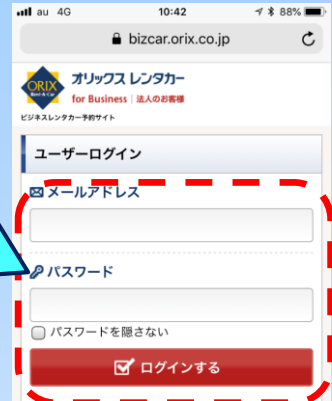 au 4G 10:42 88%
bizcar.orix.co.jp
ORIX
Rent A Car
オリックス レンタカー
for Business 法人のお客様
ビジネスレンタカー予約サイト
ユーザーログイン
メールアドレス
パスワード
パスワードを隠さない
ログインする